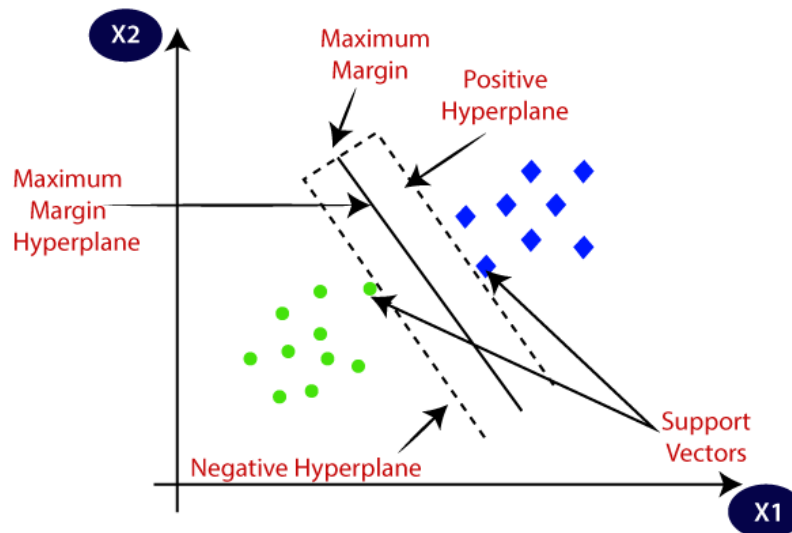 X2
Maximum
Margin
Positive
Hyperplane
Maximum
Margin
Hyperplane
Support
Vectors
Negative Hyperplane
X1